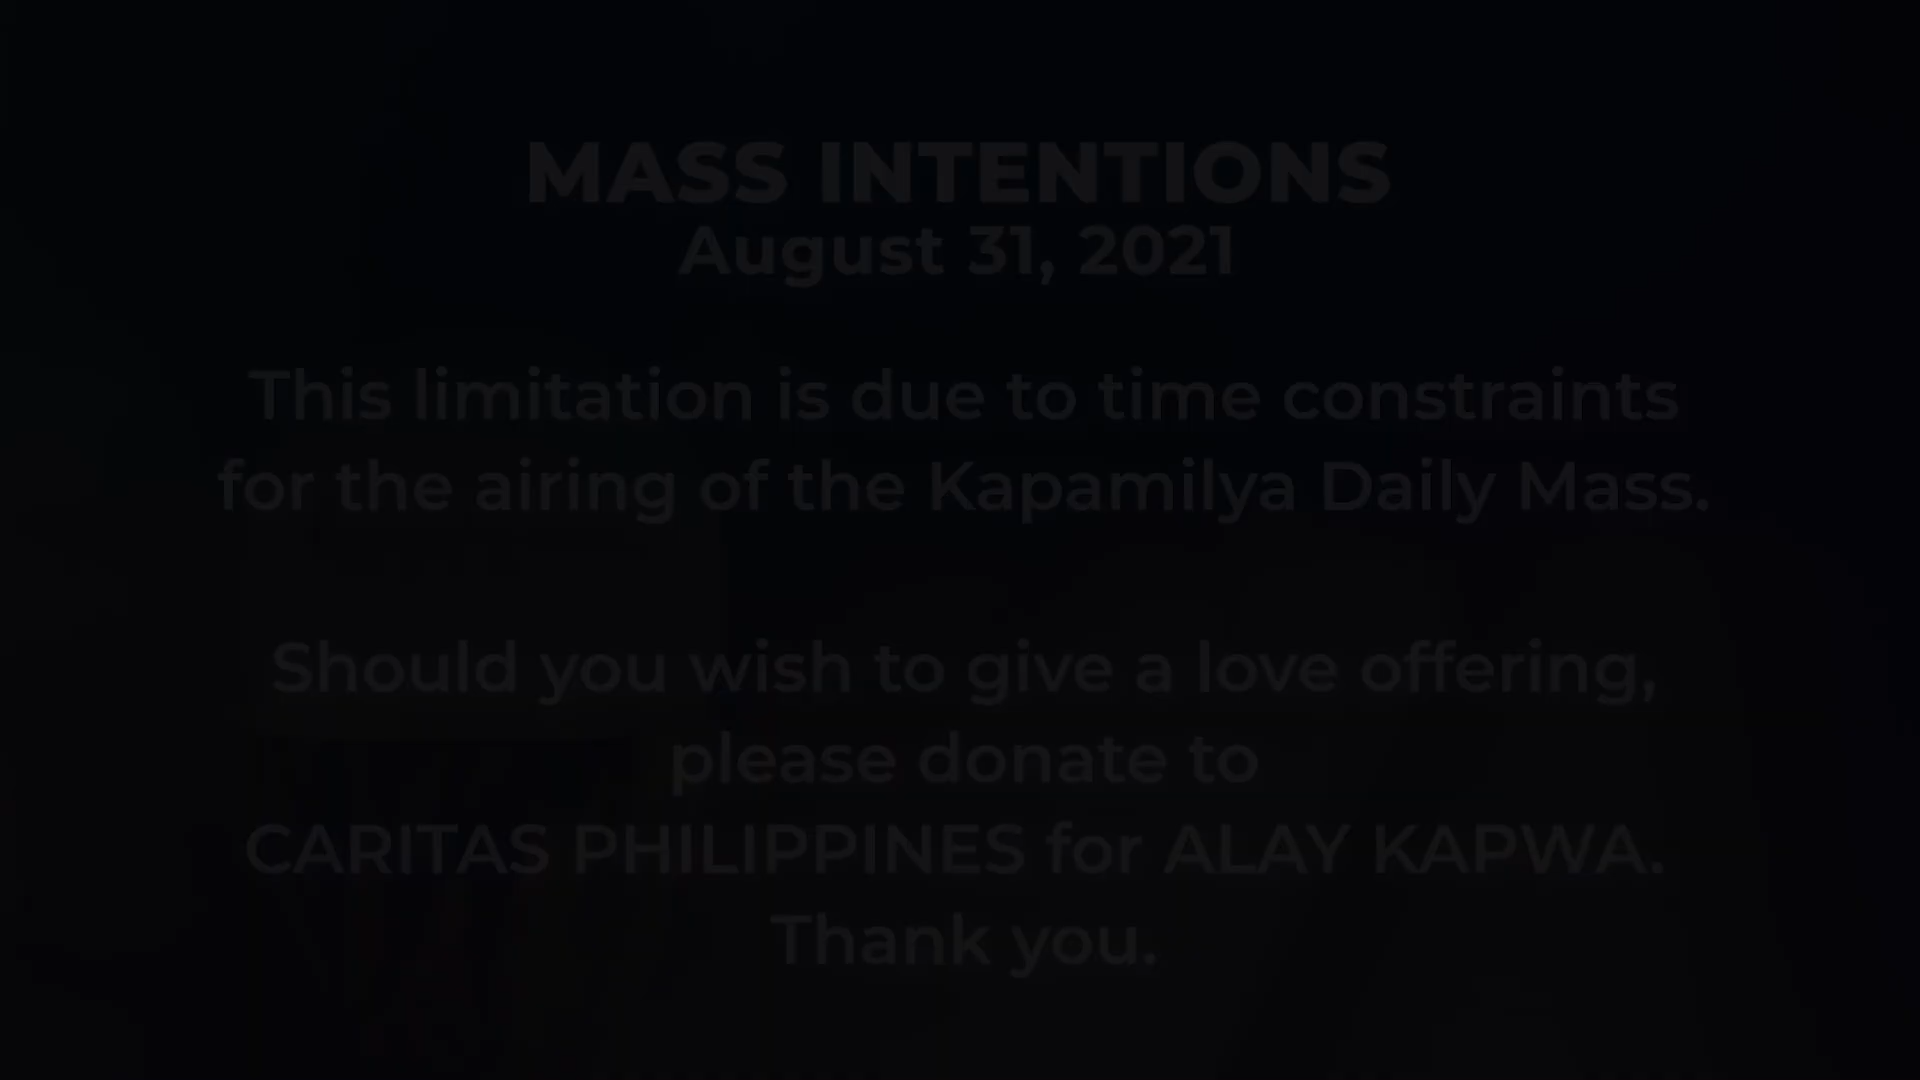 MASS INTENTIONS
August 31, 2021
This limitation is due to time constraints
for the airing of the Kapamilya Daily Mass.
Should you wish to give a love offering,
please donate to
CARITAS PHILIPPINES for ALAY KAPWA.
Thank you.